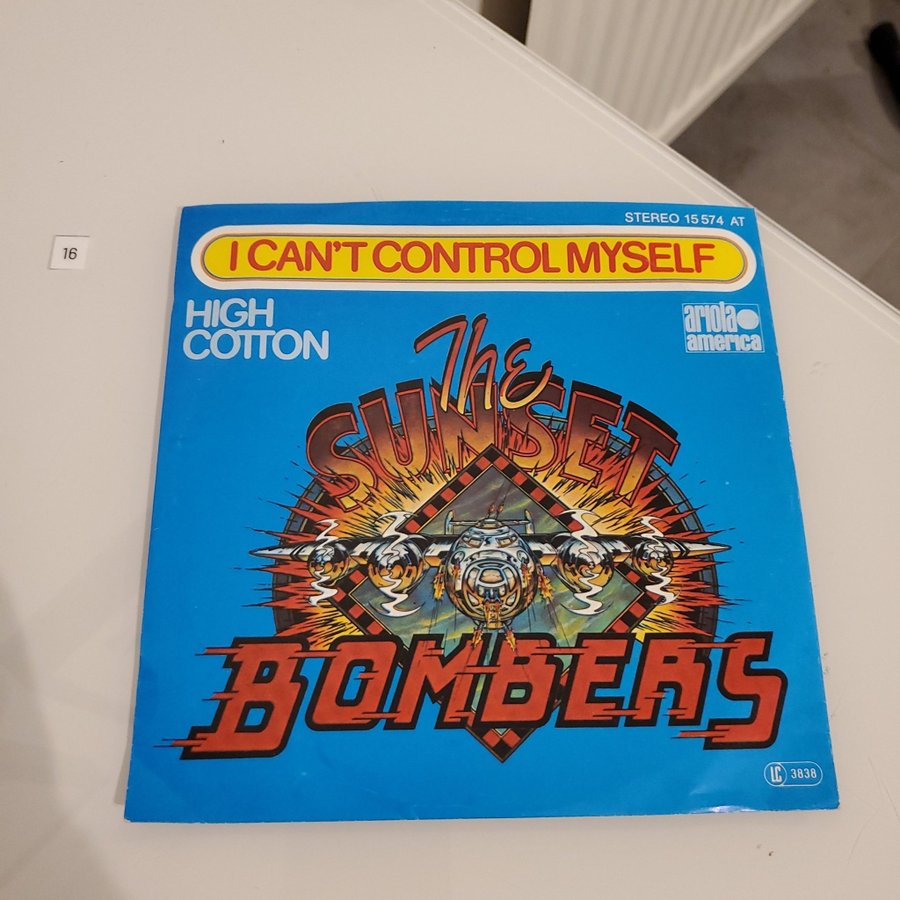 STEREO 15 574 AT
16
I CAN'T CONTROL MYSELF
HIGH
COTTON
ariola
america
The
SUNSET
BOMBERS
LC 3838